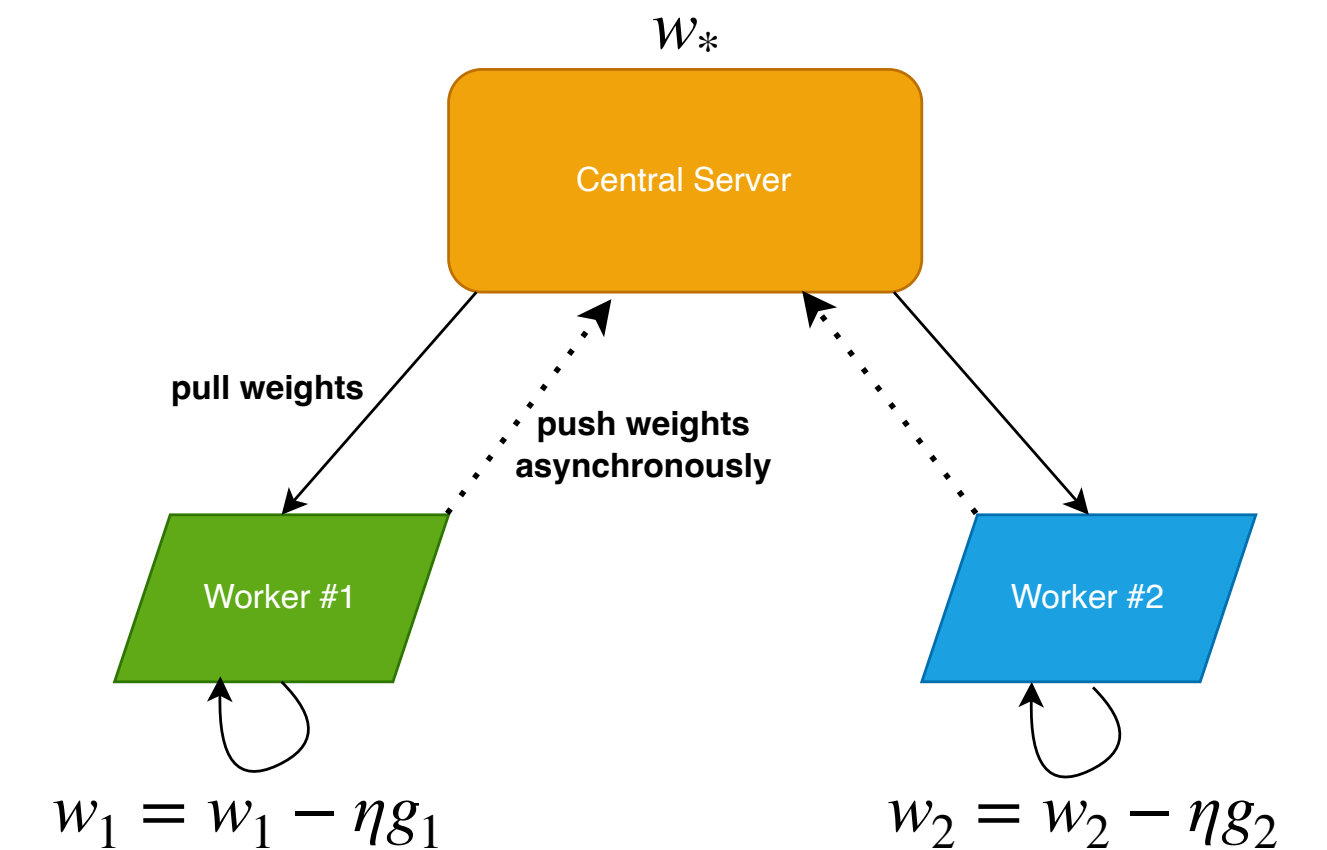 w*
Central Server
pull weights
push weights
asynchronously
Worker #1
Worker #2
w₁ = w₁ − ηg₁
w₂ = w₂ − ηg₂